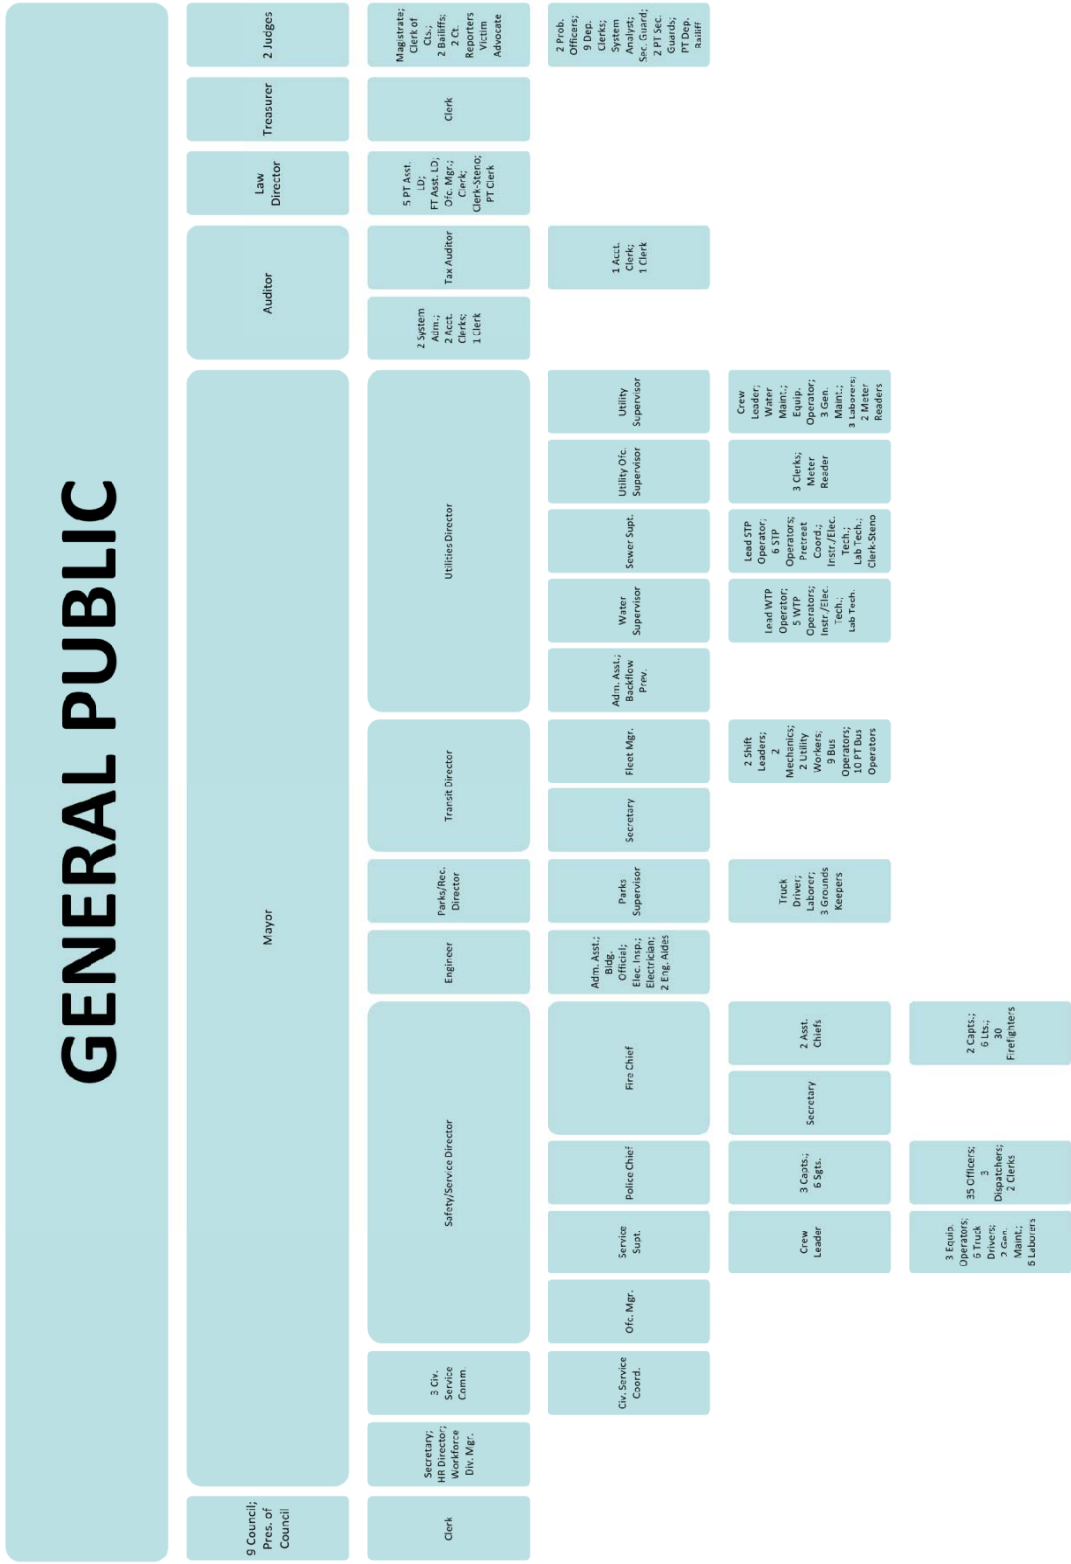 GENERAL PUBLIC
9 Council;
Pres. of
Council
Mayor
Auditor
Law
Director
Treasurer
2 Judges
Clerk
Secretary;
HR Director;
Workforce
Div. Mgr.
3 Civ.
Service
Comm.
Safety/Service Director
Engineer
Parks/Rec.
Director
Transit Director
Utilities Director
2 System
Adm.;
2 Acct.
Clerks;
1 Clerk
Tax Auditor
5 PT Asst.
LD;
FT Asst. LD;
Ofc. Mgr.;
Clerk;
Clerk-Steno;
PT Clerk
Clerk
Magistrate;
Clerk of
Cts.;
2 Bailiffs;
2 Ct.
Reporters
Victim
Advocate
Civ. Service
Coord.
Ofc. Mgr.
Service
Supt.
Police Chief
Fire Chief
Adm. Asst.;
Bldg.
Official;
Elec. Insp.;
Electrician;
2 Eng. Aides
Parks
Supervisor
Secretary
Fleet Mgr.
Adm. Asst.;
Backflow
Prev.
Water
Supervisor
Sewer Supt.
Utility Ofc.
Supervisor
Utility
Supervisor
1 Acct.
Clerk;
1 Clerk
2 Prob.
Officers;
9 Dep.
Clerks;
System
Analyst;
Sec. Guard;
2 PT Sec.
Guards;
PT Dep.
Bailiff
Crew
Leader
3 Capts.;
6 Sgts.
Secretary
2 Asst.
Chiefs
Truck
Driver;
Laborer;
3 Grounds
Keepers
2 Shift
Leaders;
2
Mechanics;
2 Utility
Workers;
9 Bus
Operators;
10 PT Bus
Operators
Lead WTP
Operator;
5 WTP
Operators;
Instr./Elec.
Tech.;
Lab Tech.
Lead STP
Operator;
6 STP
Operators;
Pretreat
Coord.;
Instr./Elec.
Tech.;
Lab Tech.;
Clerk-Steno
3 Clerks;
Meter
Reader
Crew
Leader;
Water
Maint.;
Equip.
Operator;
3 Gen.
Maint.;
3 Laborers;
2 Meter
Readers
3 Equip.
Operators;
6 Truck
Drivers;
2 Gen.
Maint.;
6 Laborers
35 Officers;
3
Dispatchers;
2 Clerks
2 Capts.;
6 Lts.;
30
Firefighters